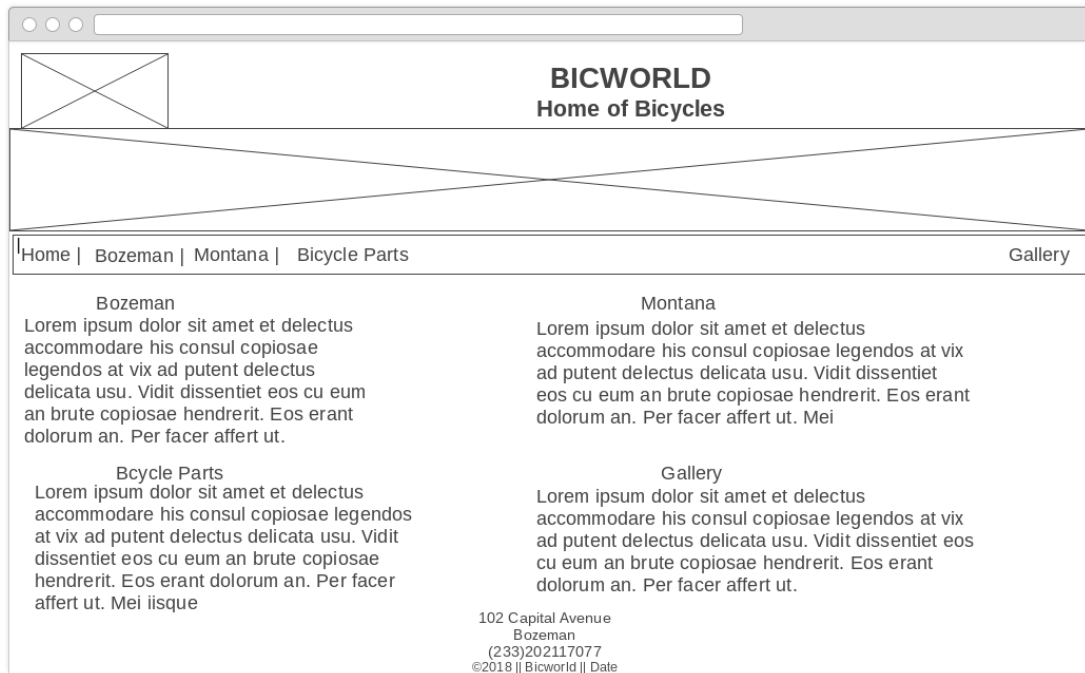 BICWORLD
Home of Bicycles
Home | Bozeman | Montana | Bicycle Parts Gallery
Bozeman
Lorem ipsum dolor sit amet et delectus
accommodare his consul copiosae
legendos at vix ad putent delectus
delicata usu. Vidit dissentiet eos cu eum
an brute copiosae hendrerit. Eos erant
dolorum an. Per facer affert ut.
Montana
Lorem ipsum dolor sit amet et delectus
accommodare his consul copiosae legendos at vix
ad putent delectus delicata usu. Vidit dissentiet
eos cu eum an brute copiosae hendrerit. Eos erant
dolorum an. Per facer affert ut. Mei
Bcycle Parts
Lorem ipsum dolor sit amet et delectus
accommodare his consul copiosae legendos
at vix ad putent delectus delicata usu. Vidit
dissentiet eos cu eum an brute copiosae
hendrerit. Eos erant dolorum an. Per facer
affert ut. Mei iisque
Gallery
Lorem ipsum dolor sit amet et delectus
accommodare his consul copiosae legendos at vix
ad putent delectus delicata usu. Vidit dissentiet eos
cu eum an brute copiosae hendrerit. Eos erant
dolorum an. Per facer affert ut.
102 Capital Avenue
Bozeman
(233)202117077
©2018 || Bicworld || Date